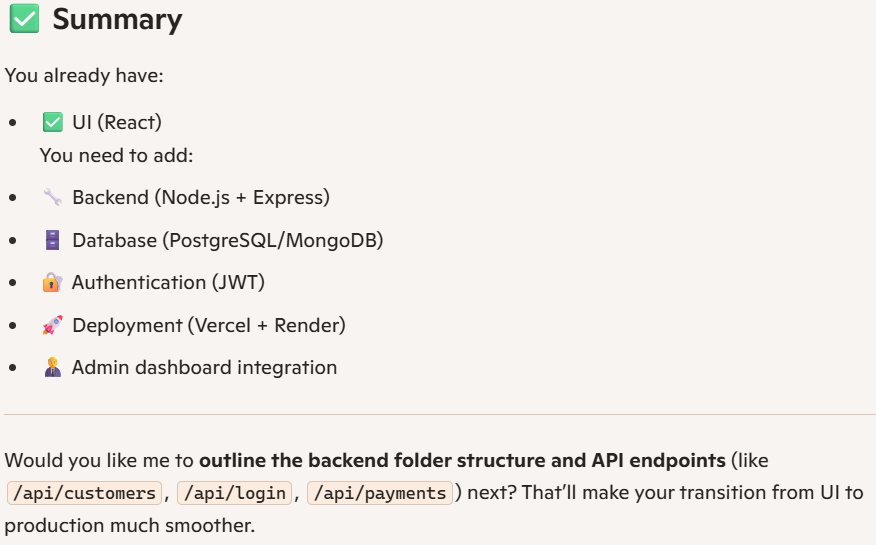 ✅ Summary
You already have:
• ✅ UI (React)
You need to add:
• 🔧 Backend (Node.js + Express)
• 🗄️ Database (PostgreSQL/MongoDB)
• 🔐 Authentication (JWT)
• 🚀 Deployment (Vercel + Render)
• 🧑‍💼 Admin dashboard integration
Would you like me to outline the backend folder structure and API endpoints (like
/api/customers, /api/login, /api/payments) next? That’ll make your transition from UI to
production much smoother.